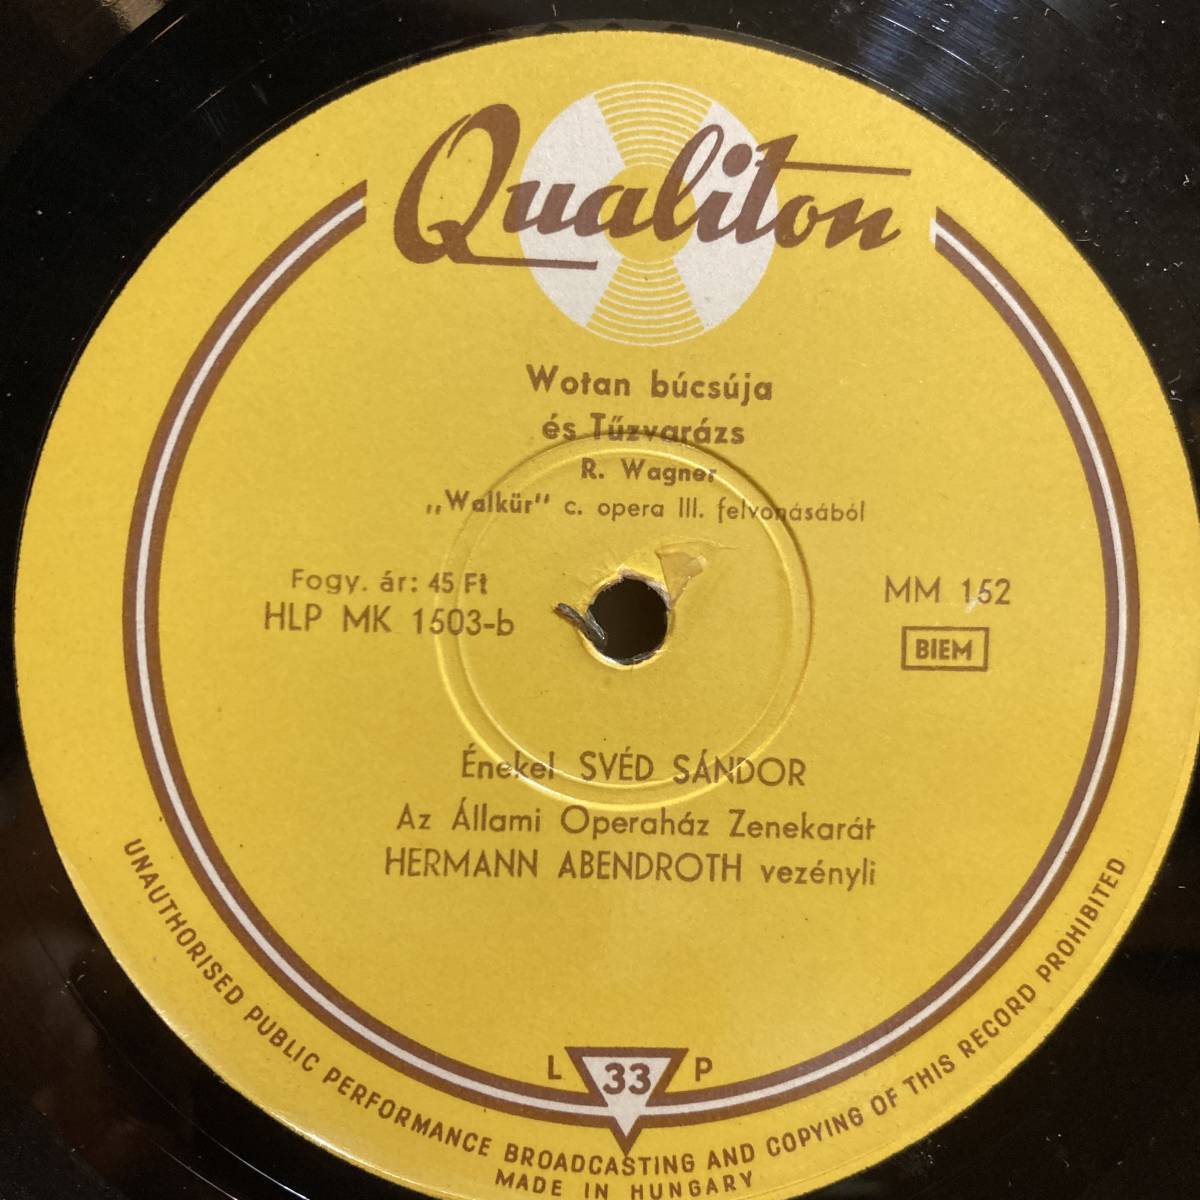 Qualiton
Wotan búcsúja
és Tűzvarázs
R. Wagner
„Walkür" c. opera III. felvonásából
Fogy. ár: 45 Ft
HLP MK 1503-b
MM 152
BIEM
Énekel SVÉD SÁNDOR
Az Állami Operaház Zenekarát
HERMANN ABENDROTH vezényli
L 33 P
UNAUTHORISED PUBLIC PERFORMANCE BROADCASTING AND COPYING OF THIS RECORD PROHIBITED
MADE IN HUNGARY